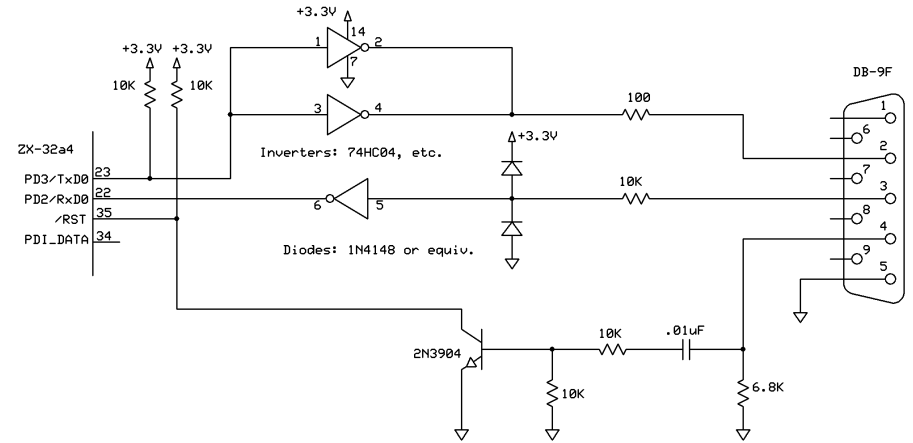 +3.3V
14
1
2
7
+3.3V
+3.3V
10K
10K
3
4
100
DB-9F
1
6
2
7
3
8
4
9
5
Inverters: 74HC04, etc.
+3.3V
ZX-32a4
PD3/TxD0
23
PD2/RxD0
22
/RST
35
PDI_DATA
34
6
5
10K
Diodes: 1N4148 or equiv.
2N3904
10K
.01uF
10K
6.8K